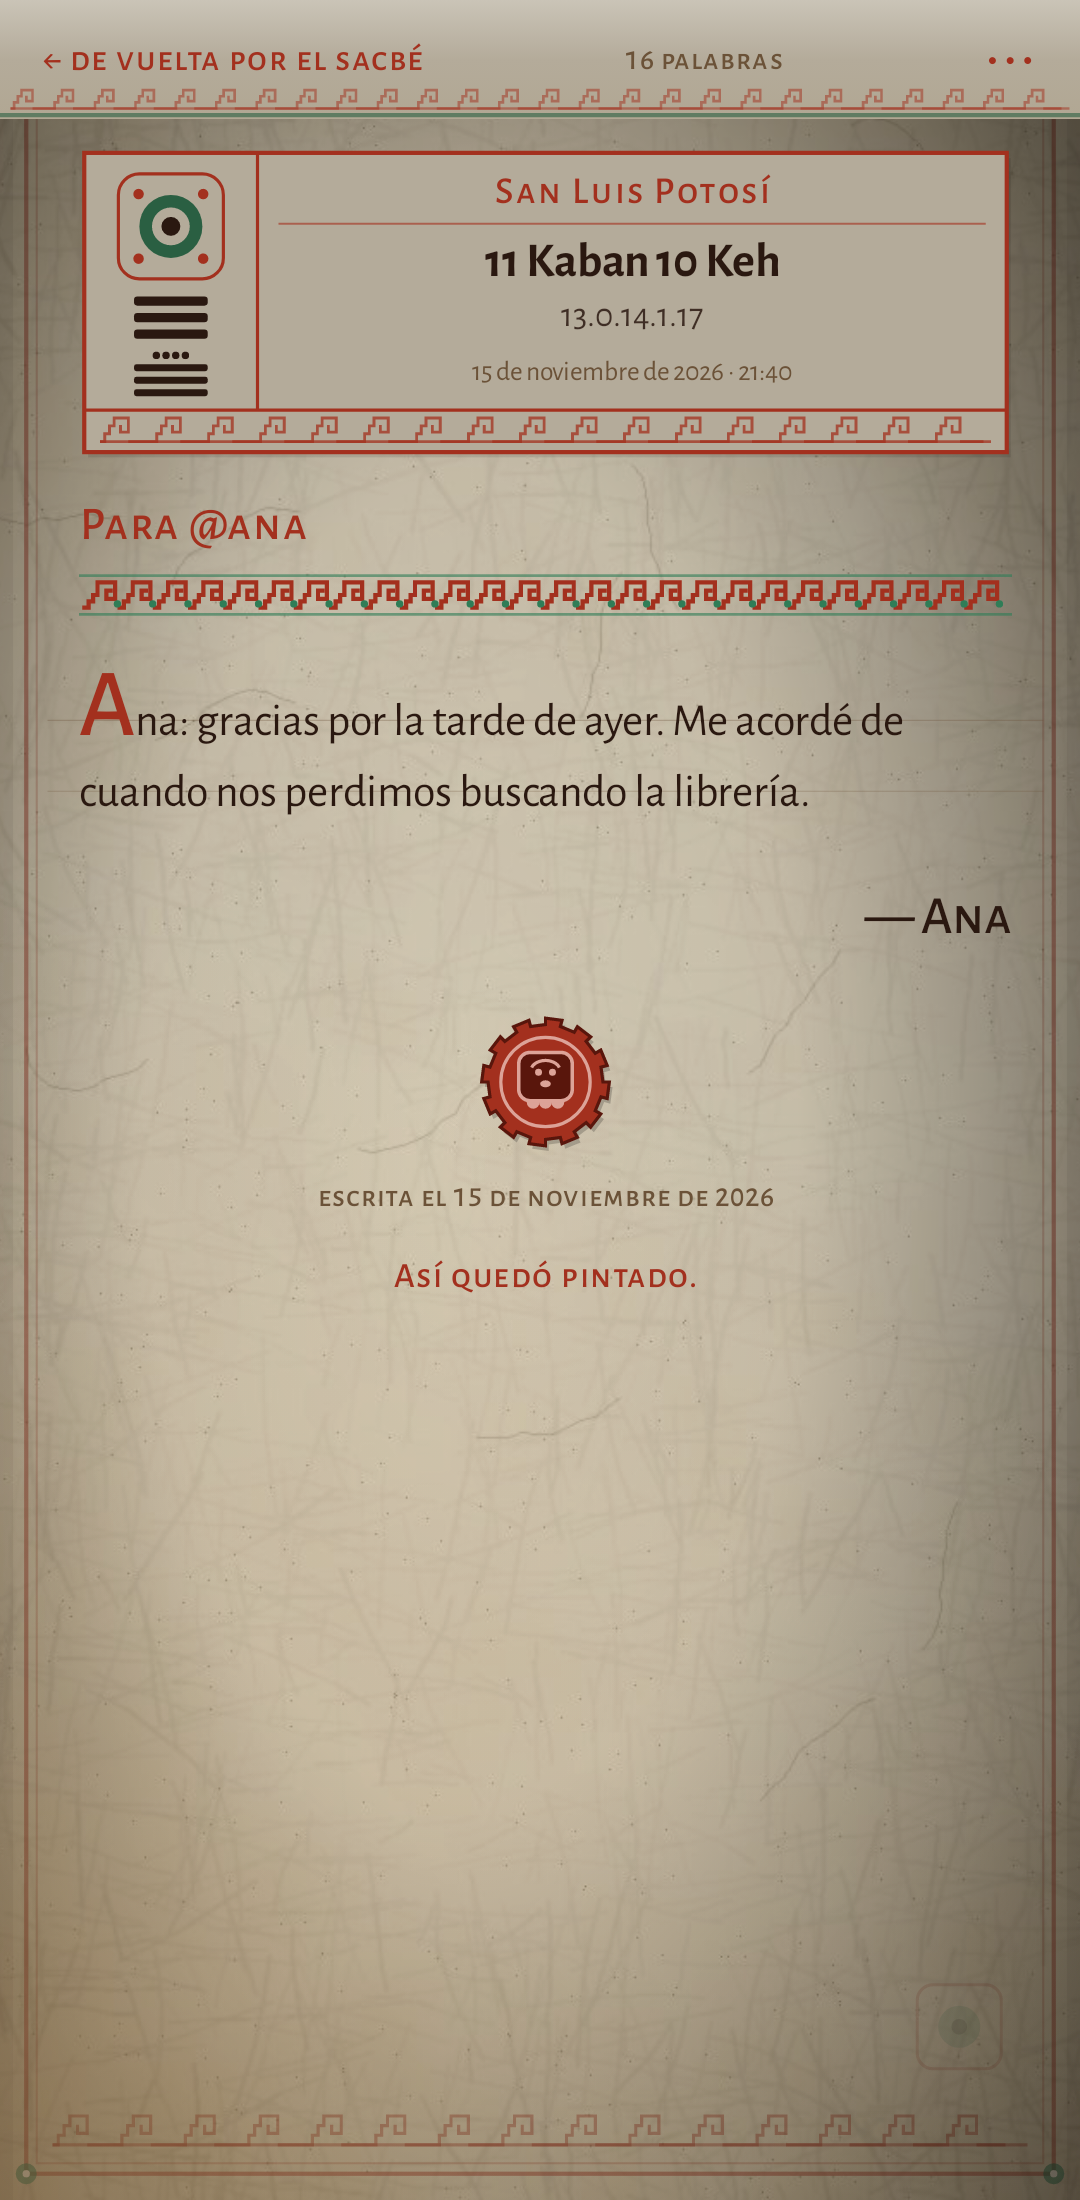 ← DE VUELTA POR EL SACBÉ
16 PALABRAS
San Luis Potosí
11 Kaban 10 Keh
13.0.14.1.17
15 de noviembre de 2026 · 21:40
Para @ana
Ana: gracias por la tarde de ayer. Me acordé de
cuando nos perdimos buscando la librería.
— Ana
ESCRITA EL 15 DE NOVIEMBRE DE 2026
Así quedó pintado.